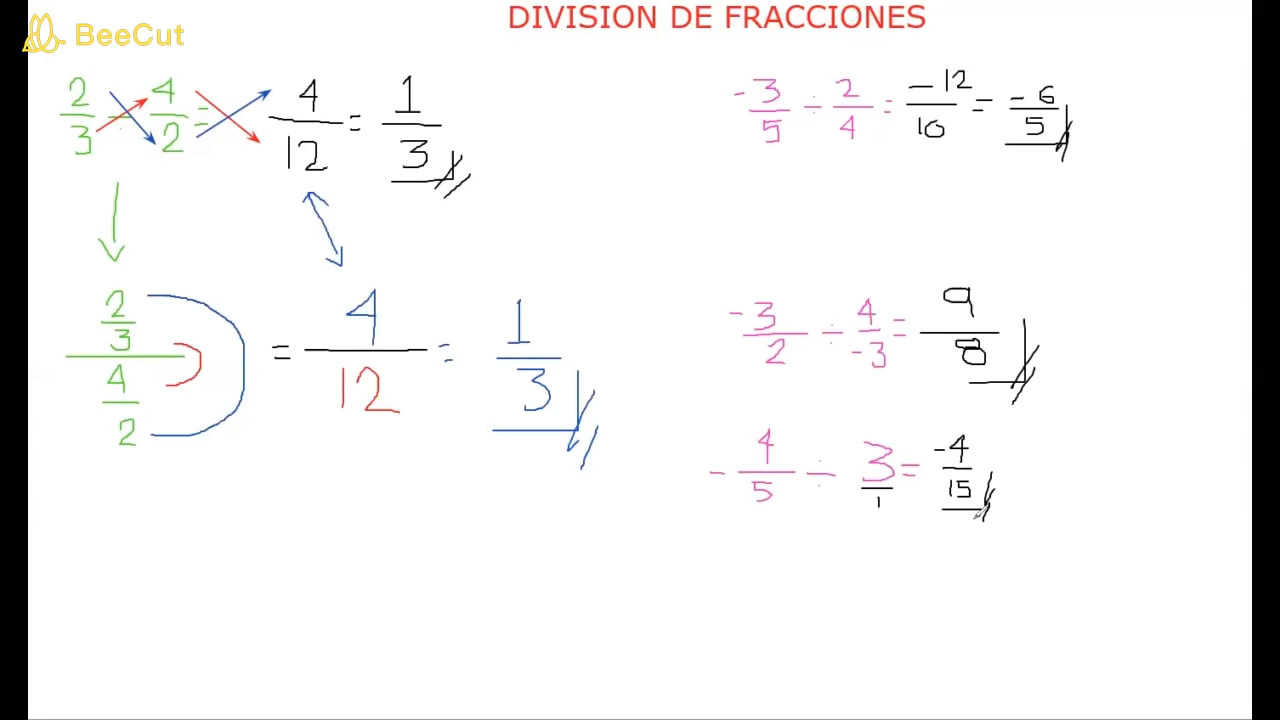 BeeCut
DIVISION DE FRACCIONES
2/3 ÷ 4/2 = 4/12 = 1/3
2/3 / 4/2 = 4/12 = 1/3
-3/5 ÷ 2/4 = -12/10 = -6/5
-3/2 ÷ 4/-3 = 9/8
-4/5 ÷ 3/1 = -4/15